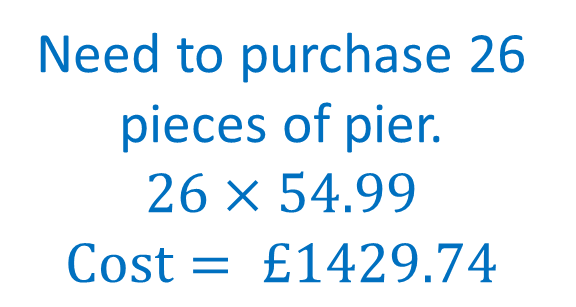 Need to purchase 26
pieces of pier.
26 × 54.99
Cost = £1429.74